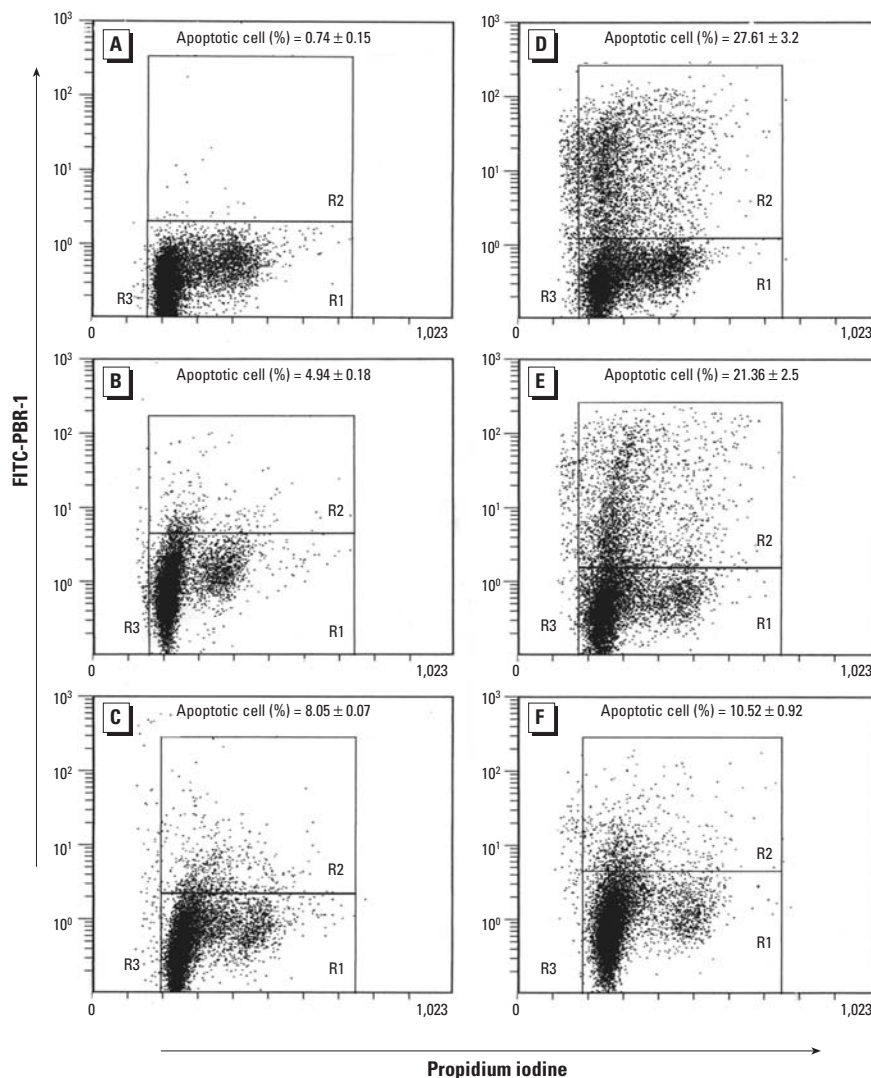 FITC-PBR-1
A
Apoptotic cell (%) = 0.74 ± 0.15
10³
10²
10¹
10⁰
R2
R3
R1
0
1,023
B
Apoptotic cell (%) = 4.94 ± 0.18
10³
10²
10¹
10⁰
R2
R3
R1
0
1,023
C
Apoptotic cell (%) = 8.05 ± 0.07
10³
10²
10¹
10⁰
R2
R3
R1
0
1,023
D
Apoptotic cell (%) = 27.61 ± 3.2
10³
10²
10¹
10⁰
R2
R3
R1
0
1,023
E
Apoptotic cell (%) = 21.36 ± 2.5
10³
10²
10¹
10⁰
R2
R3
R1
0
1,023
F
Apoptotic cell (%) = 10.52 ± 0.92
10³
10²
10¹
10⁰
R2
R3
R1
0
1,023
Propidium iodine